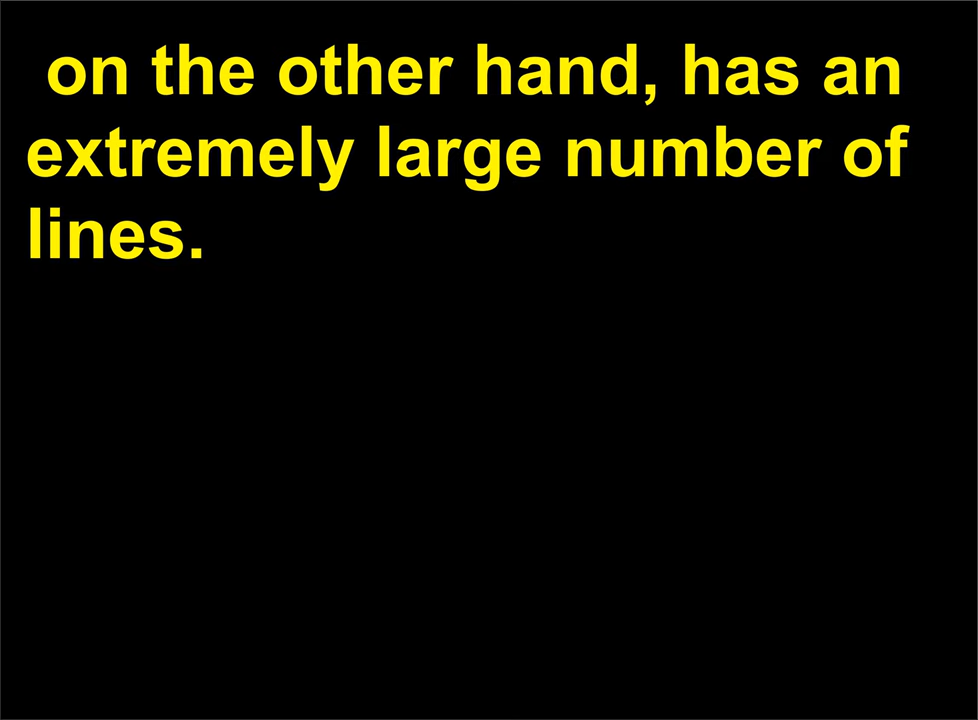 on the other hand, has an
extremely large number of
lines.